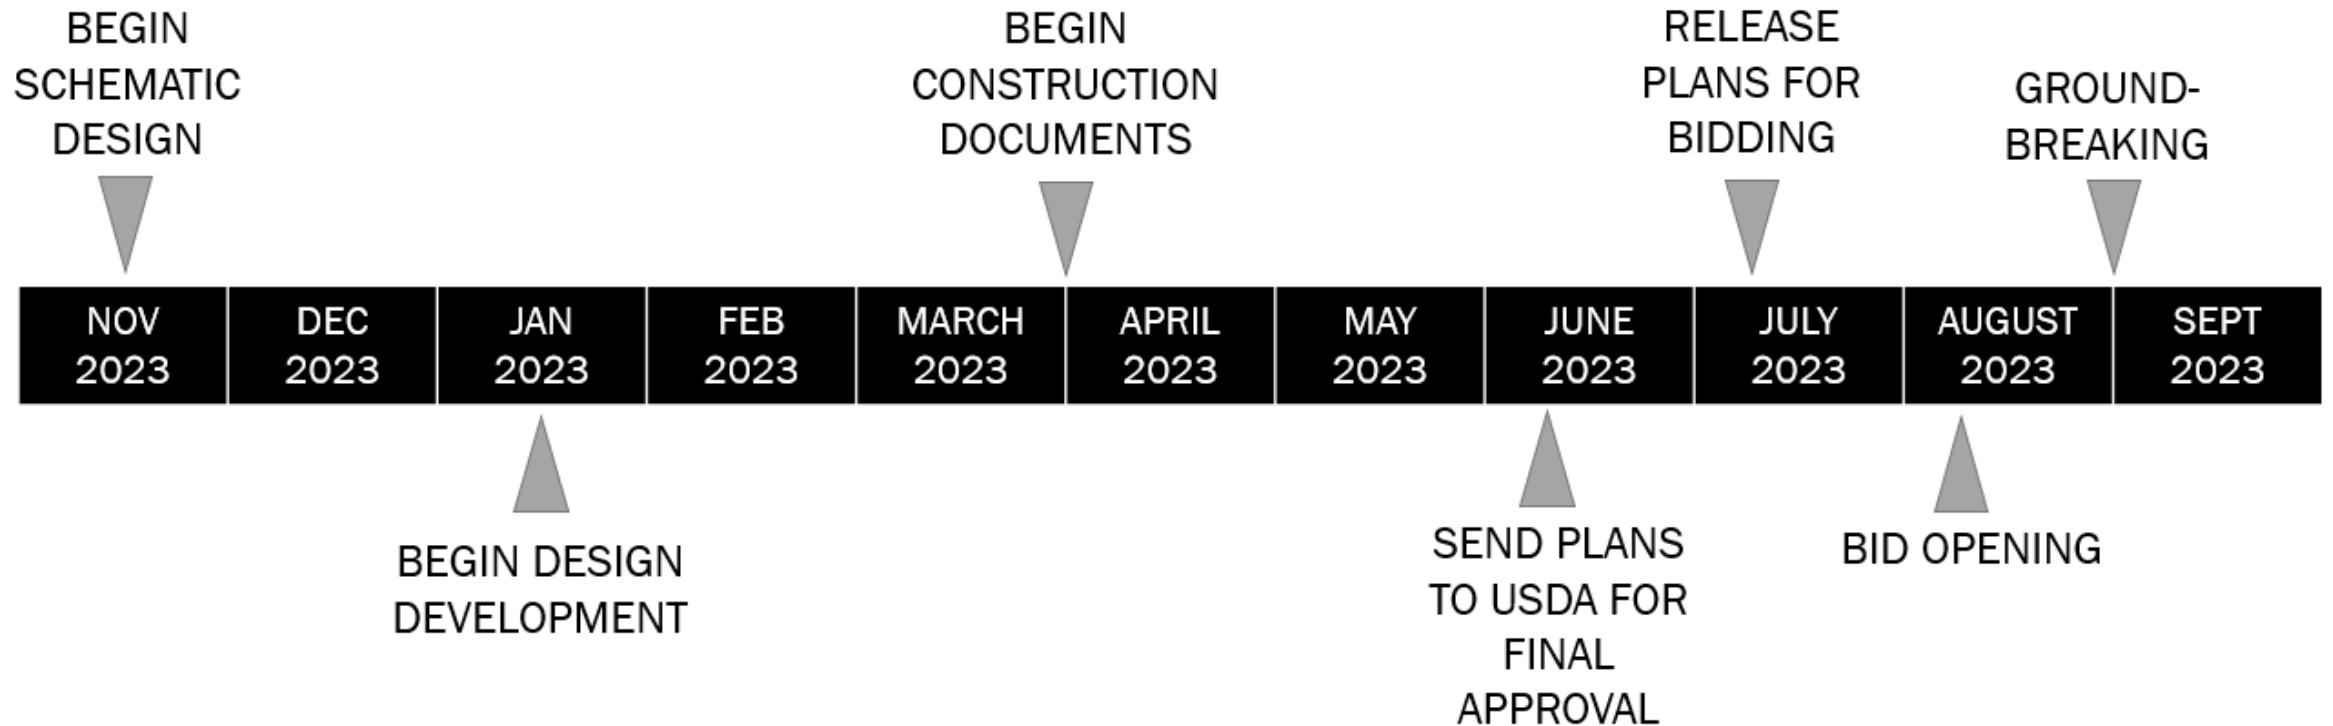 BEGIN
SCHEMATIC
DESIGN
BEGIN
CONSTRUCTION
DOCUMENTS
RELEASE
PLANS FOR
BIDDING
GROUND-
BREAKING
NOV
2023
DEC
2023
JAN
2023
FEB
2023
MARCH
2023
APRIL
2023
MAY
2023
JUNE
2023
JULY
2023
AUGUST
2023
SEPT
2023
BEGIN DESIGN
DEVELOPMENT
SEND PLANS
TO USDA FOR
FINAL
APPROVAL
BID OPENING